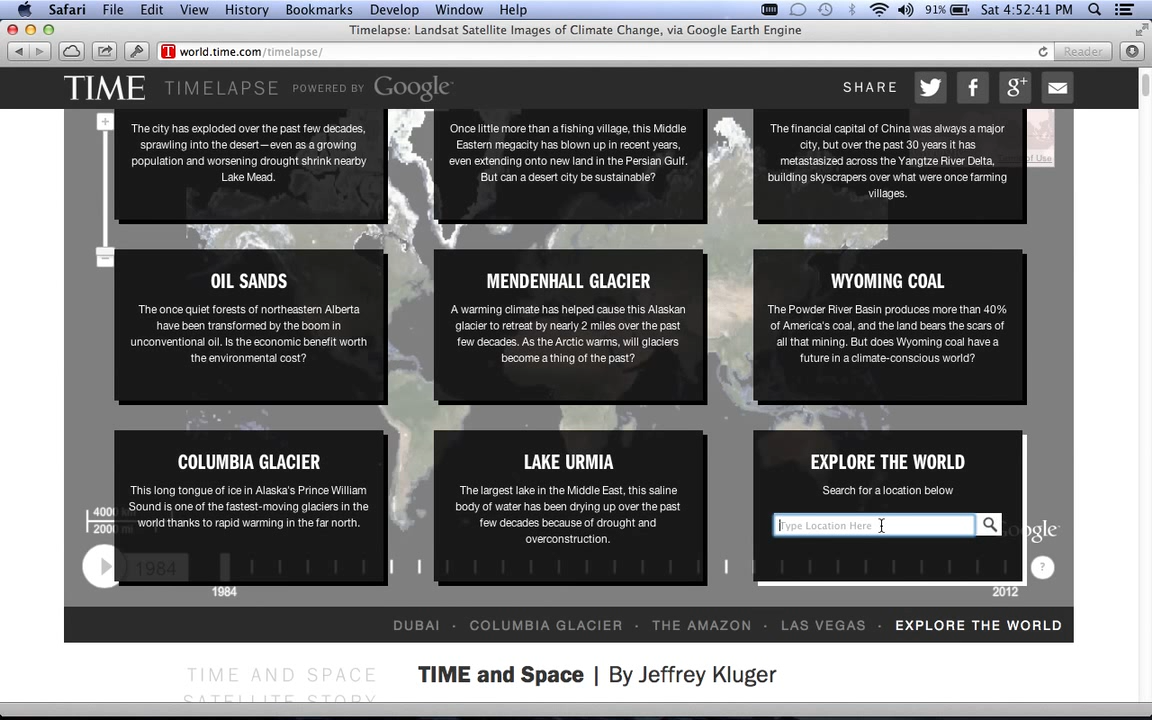 Safari File Edit View History Bookmarks Develop Window Help 91% Sat 4:52:41 PM
Timelapse: Landsat Satellite Images of Climate Change, via Google Earth Engine
world.time.com/timelapse/ Reader
TIME TIMELAPSE POWERED BY Google SHARE
The city has exploded over the past few decades,
sprawling into the desert—even as a growing
population and worsening drought shrink nearby
Lake Mead.
Once little more than a fishing village, this Middle
Eastern megacity has blown up in recent years,
even extending onto new land in the Persian Gulf.
But can a desert city be sustainable?
The financial capital of China was always a major
city, but over the past 30 years it has
metastasized across the Yangtze River Delta,
building skyscrapers over what were once farming
villages.
of Use
OIL SANDS
The once quiet forests of northeastern Alberta
have been transformed by the boom in
unconventional oil. Is the economic benefit worth
the environmental cost?
MENDENHALL GLACIER
A warming climate has helped cause this Alaskan
glacier to retreat by nearly 2 miles over the past
few decades. As the Arctic warms, will glaciers
become a thing of the past?
WYOMING COAL
The Powder River Basin produces more than 40%
of America's coal, and the land bears the scars of
all that mining. But does Wyoming coal have a
future in a climate-conscious world?
COLUMBIA GLACIER
This long tongue of ice in Alaska's Prince William
Sound is one of the fastest-moving glaciers in the
world thanks to rapid warming in the far north.
LAKE URMIA
The largest lake in the Middle East, this saline
body of water has been drying up over the past
few decades because of drought and
overconstruction.
EXPLORE THE WORLD
Search for a location below
Type Location Here
4000
2000 mi
Google
1984
?
1984 2012
DUBAI · COLUMBIA GLACIER · THE AMAZON · LAS VEGAS · EXPLORE THE WORLD
TIME AND SPACE
SATELLITE STORY
TIME and Space | By Jeffrey Kluger